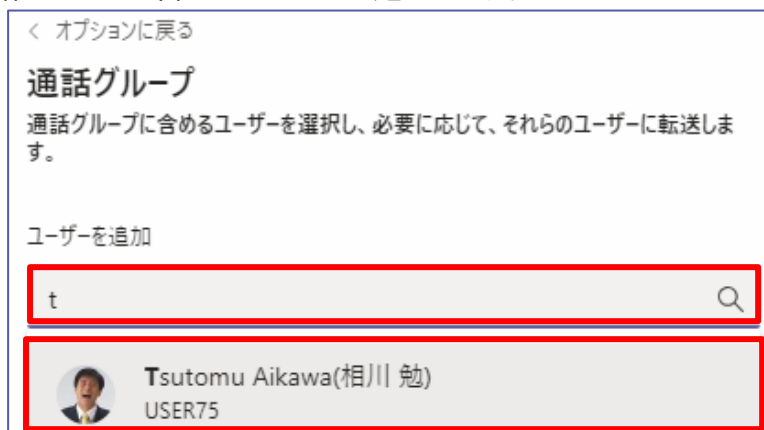 < オプションに戻る
通話グループ
通話グループに含めるユーザーを選択し、必要に応じて、それらのユーザーに転送しま
す。
ユーザーを追加
t
Tsutomu Aikawa(相川 勉)
USER75